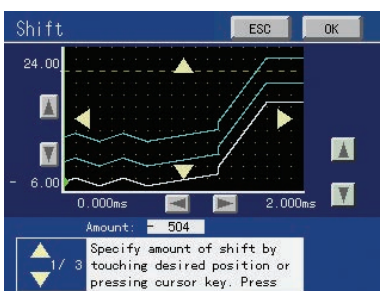 Shift ESC OK
24.00
- 6.00
0.000ms 2.000ms
Amount: - 504
1/ 3
Specify amount of shift by
touching desired position or
pressing cursor key. Press